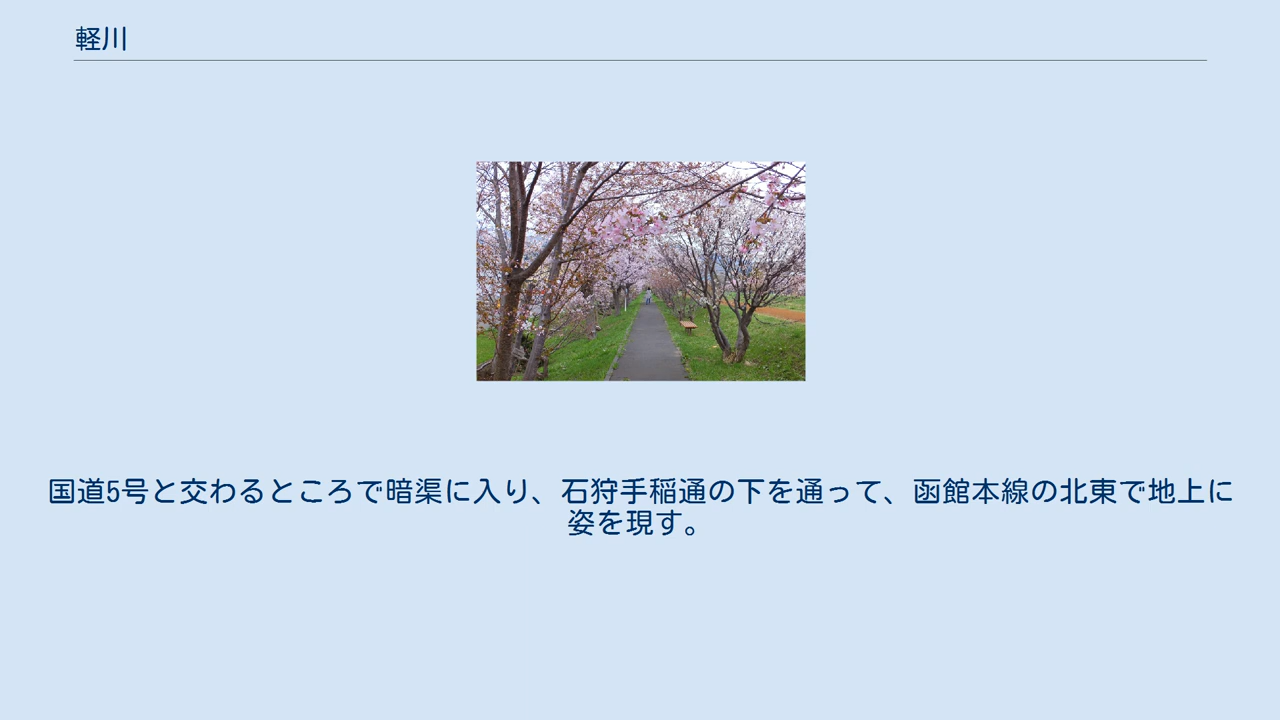 軽川
国道5号と交わるところで暗渠に入り、石狩手稲通の下を通って、函館本線の北東で地上に
姿を現す。